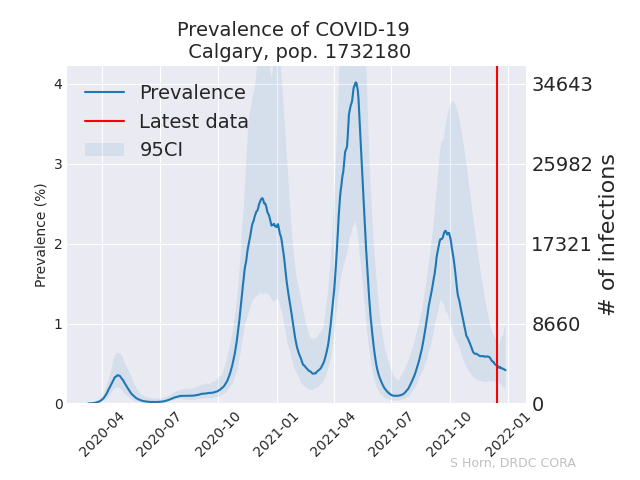 Prevalence of COVID-19
Calgary, pop. 1732180
Prevalence
Latest data
95CI
Prevalence (%)
4
3
2
1
0
34643
25982
17321
8660
0
# of infections
2020-04
2020-07
2020-10
2021-01
2021-04
2021-07
2021-10
2022-01
S Horn, DRDC CORA